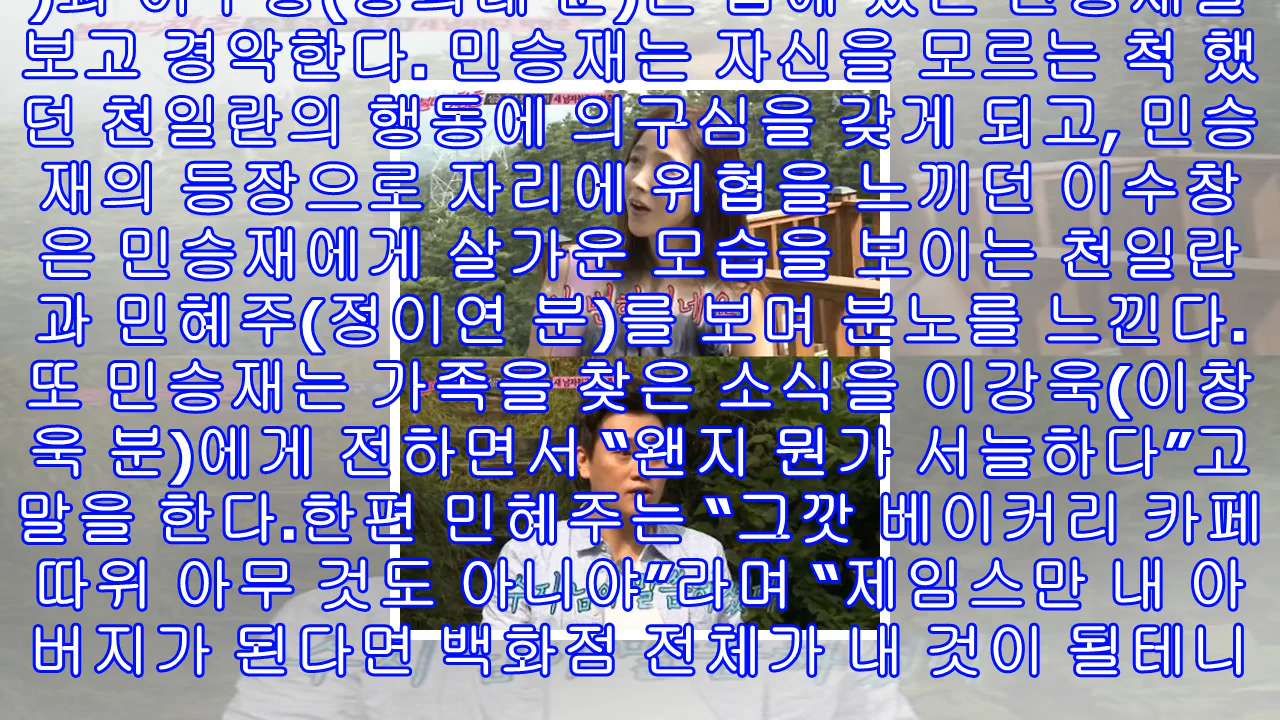 보고 경악한다. 민승재는 자신을 모르는 척 했
던 천일란의 행동에 의구심을 갖게 되고, 민승
재의 등장으로 자리에 위협을 느끼던 이수창
은 민승재에게 살가운 모습을 보이는 천일란
과 민혜주(정이연 분)를 보며 분노를 느낀다.
또 민승재는 가족을 찾은 소식을 이강욱(이창
욱 분)에게 전하면서 “왠지 뭔가 서늘하다”고
말을 한다.한편 민혜주는 “그깟 베이커리 카페
따위 아무 것도 아니야”라며 “제임스만 내 아
버지가 된다면 백화점 전체가 내 것이 될테니